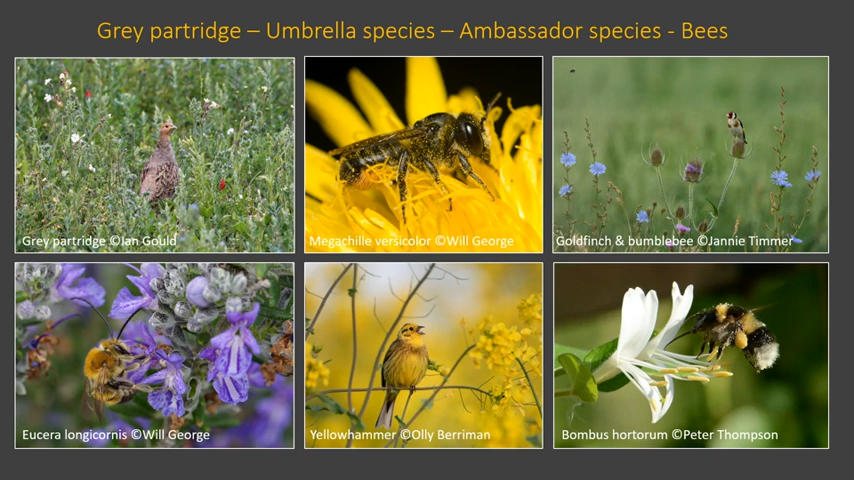 Grey partridge – Umbrella species – Ambassador species - Bees
Grey partridge ©Ian Gould
Megachille versicolor ©Will George
Goldfinch & bumblebee ©Jannie Timmer
Eucera longicornis ©Will George
Yellowhammer ©Olly Berriman
Bombus hortorum ©Peter Thompson